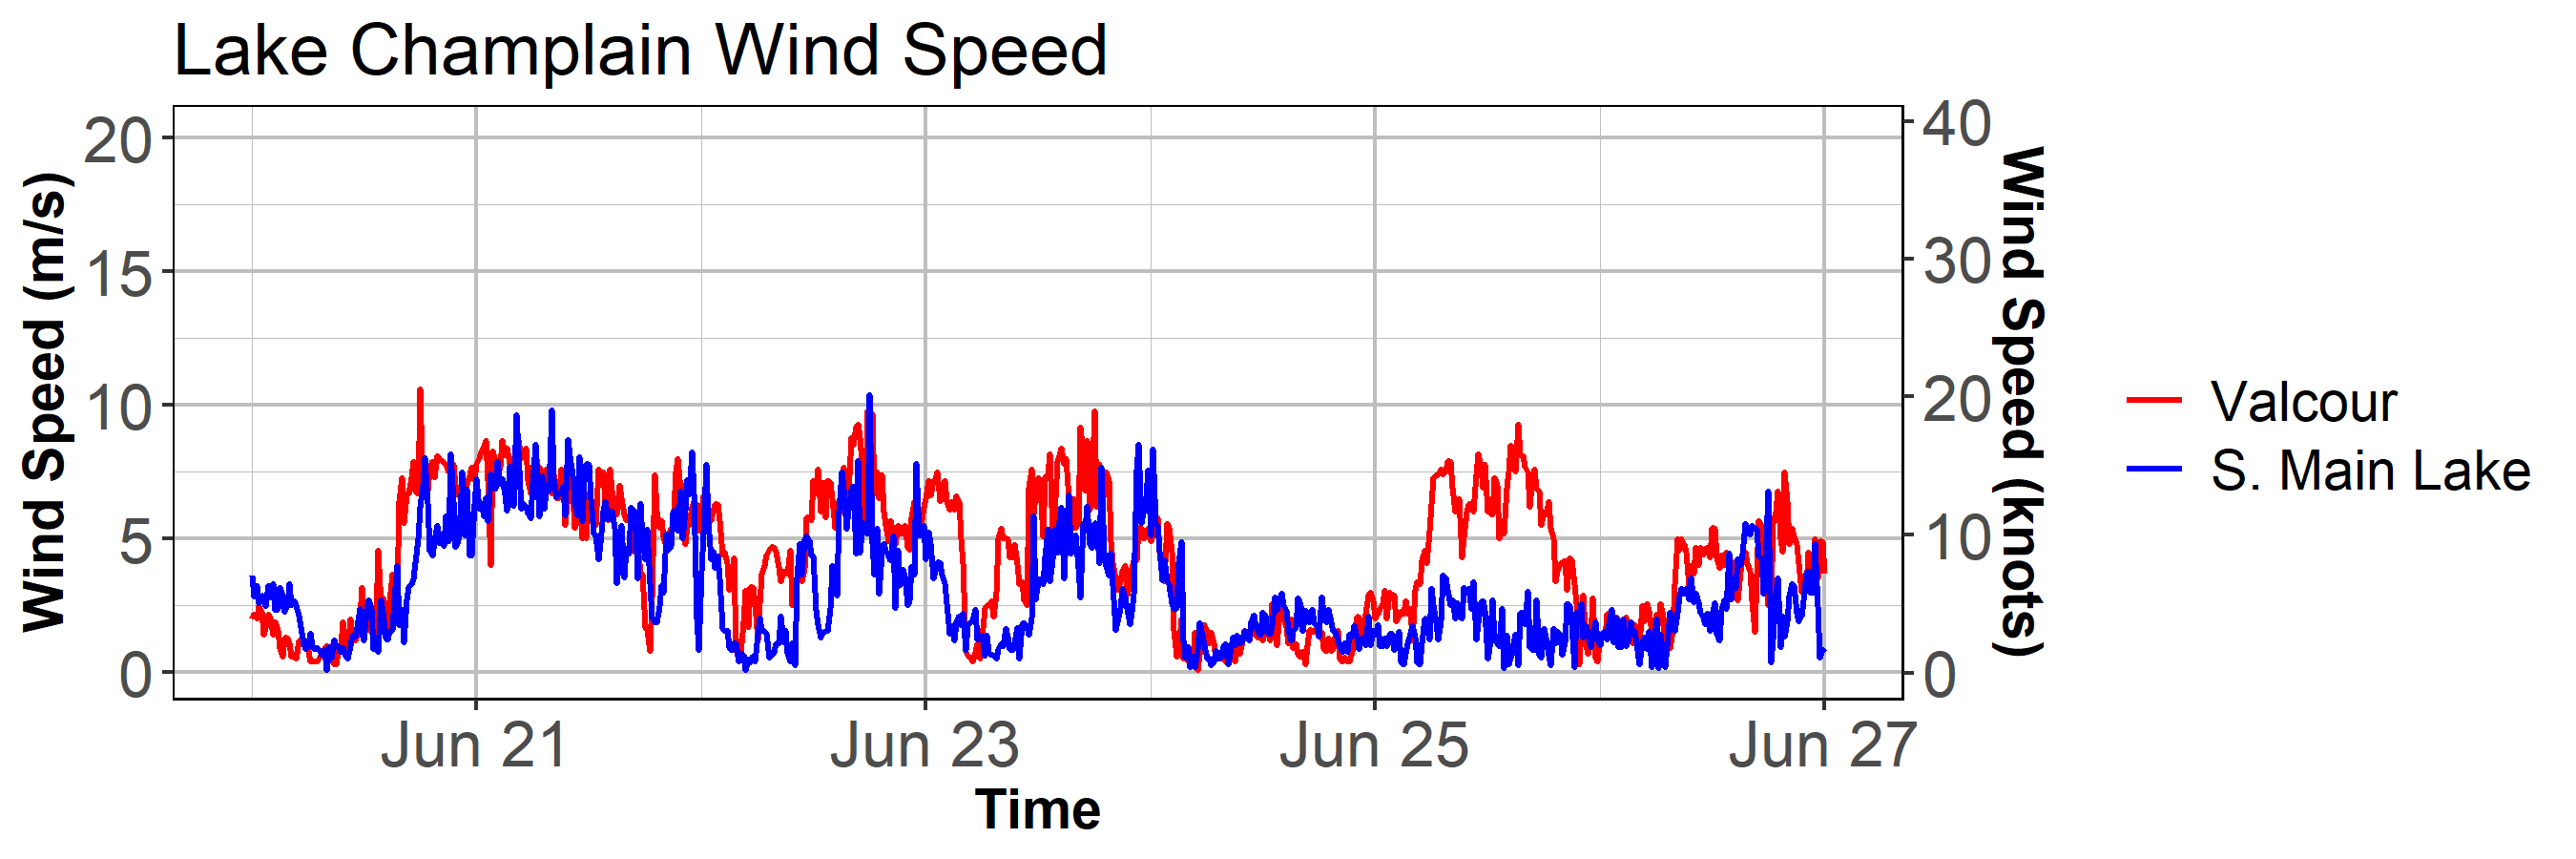 Lake Champlain Wind Speed
Wind Speed (m/s)
20
15
10
5
0
40
30
20
10
0
Wind Speed (knots)
Jun 21
Jun 23
Jun 25
Jun 27
Time
Valcour
S. Main Lake